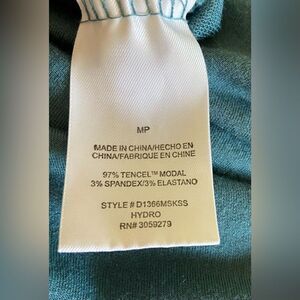 MP
MADE IN CHINA/HECHO EN
CHINA/FABRIQUE EN CHINE
97% TENCEL™ MODAL
3% SPANDEX/3% ELASTANO
STYLE # D1366MSKSS
HYDRO
RN# 3059279